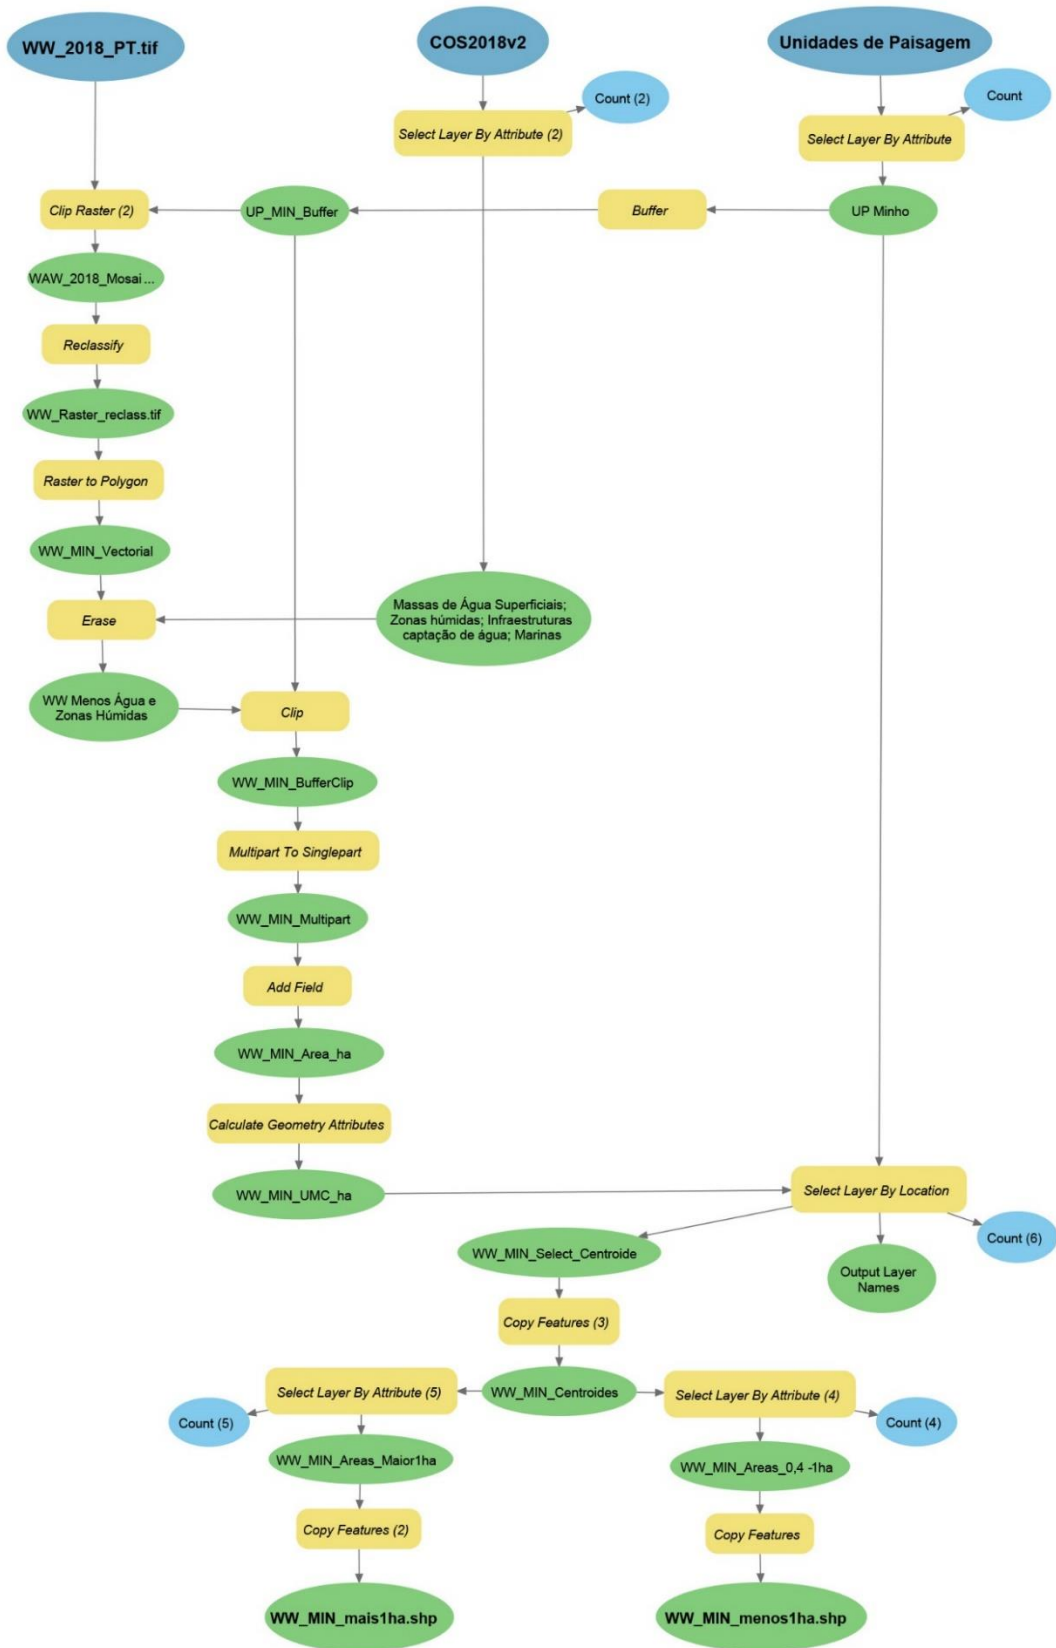 WW_2018_PT.tif
COS2018v2
Unidades de Paisagem
Count (2)
Count
Select Layer By Attribute (2)
Select Layer By Attribute
Clip Raster (2)
UP_MIN_Buffer
Buffer
UP Minho
WAW_2018_Mosai ...
Reclassify
WW_Raster_reclass.tif
Raster to Polygon
WW_MIN_Vectorial
Erase
Massas de Água Superficiais;
Zonas húmidas; Infraestruturas
captação de água; Marinas
WW Menos Água e
Zonas Húmidas
Clip
WW_MIN_BufferClip
Multipart To Singlepart
WW_MIN_Multipart
Add Field
WW_MIN_Area_ha
Calculate Geometry Attributes
WW_MIN_UMC_ha
Select Layer By Location
WW_MIN_Select_Centroide
Output Layer
Names
Count (6)
Copy Features (3)
WW_MIN_Centroides
Select Layer By Attribute (5)
Select Layer By Attribute (4)
Count (5)
Count (4)
WW_MIN_Areas_Maior1ha
WW_MIN_Areas_0,4 -1ha
Copy Features (2)
Copy Features
WW_MIN_mais1ha.shp
WW_MIN_menos1ha.shp